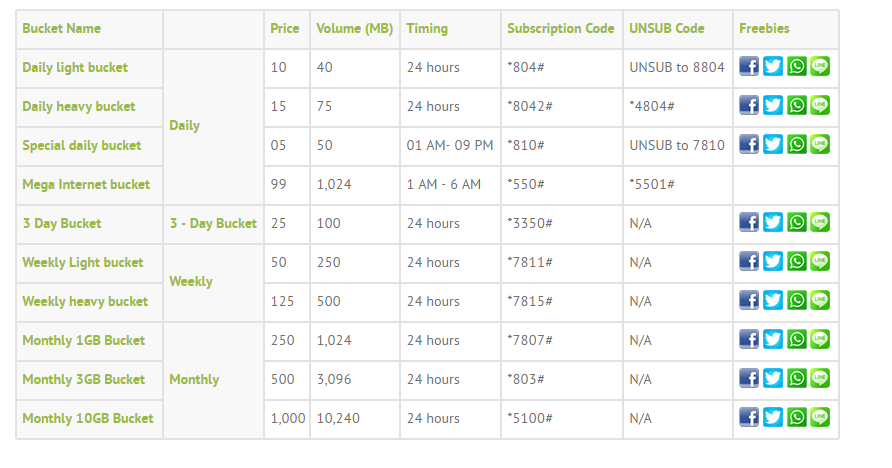 Bucket Name Price Volume (MB) Timing Subscription Code UNSUB Code Freebies
Daily light bucket 10 40 24 hours *804# UNSUB to 8804 LINE
Daily heavy bucket 15 75 24 hours *8042# *4804# LINE
Daily
Special daily bucket 05 50 01 AM- 09 PM *810# UNSUB to 7810 LINE
Mega Internet bucket 99 1,024 1 AM - 6 AM *550# *5501#
3 Day Bucket 3 - Day Bucket 25 100 24 hours *3350# N/A LINE
Weekly Light bucket 50 250 24 hours *7811# N/A LINE
Weekly
Weekly heavy bucket 125 500 24 hours *7815# N/A LINE
Monthly 1GB Bucket 250 1,024 24 hours *7807# N/A LINE
Monthly 3GB Bucket Monthly 500 3,096 24 hours *803# N/A LINE
Monthly 10GB Bucket 1,000 10,240 24 hours *5100# N/A LINE